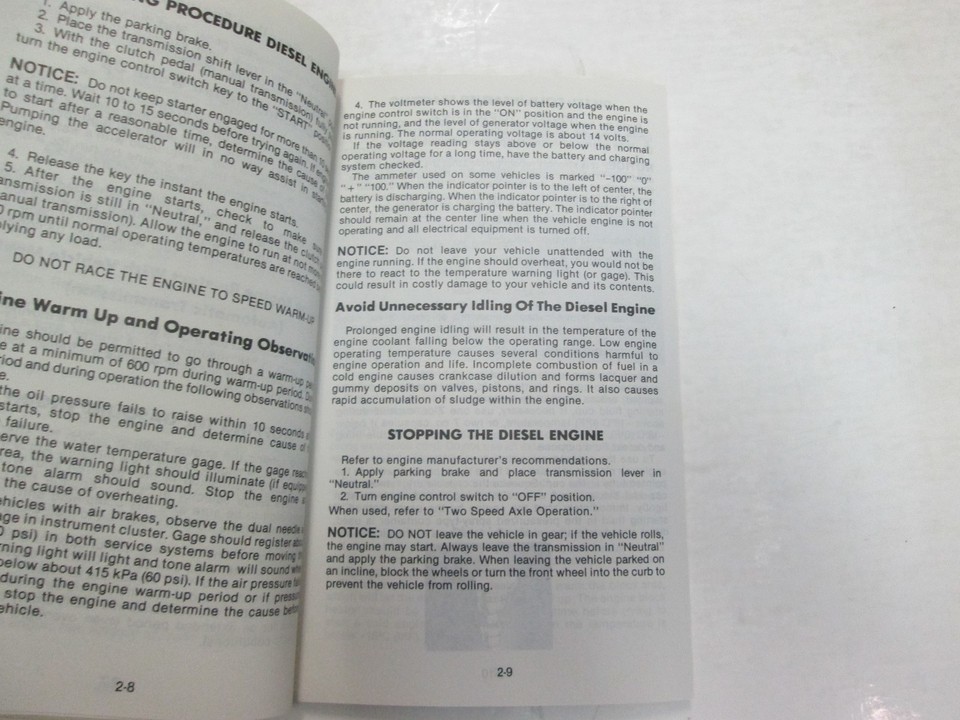 NG PROCEDURE DIESEL ENGINE
1. Apply the parking brake.
2. Place the transmission shift lever in the "Neutral"
3. With the clutch pedal (manual transmission)
turn the engine control switch key to the "START"
NOTICE: Do not keep starter engaged for more than
at a time. Wait 10 to 15 seconds before trying again. If
to start after a reasonable time, determine the cause
Pumping the accelerator will in no way assist in
engine.
4. Release the key the instant the engine starts.
5. After the engine starts, check to make
ansmission is still in "Neutral," and release the clutch
anual transmission). Allow the engine to run at not
0 rpm until normal operating temperatures are reached
plying any load.
DO NOT RACE THE ENGINE TO SPEED WARM-UP
ine Warm Up and Operating Observati
ine should be permitted to go through a warm-up
e at a minimum of 600 rpm during warm-up period.
riod and during operation the following observations
e.
the oil pressure fails to raise within 10 seconds
starts, stop the engine and determine cause
failure.
erve the water temperature gage. If the gage
rea, the warning light should illuminate (if
tone alarm should sound. Stop the engine
the cause of overheating.
ehicles with air brakes, observe the dual needle
ge in instrument cluster. Gage should register
0 psi) in both service systems before moving
rning light will light and tone alarm will sound
below about 415 kPa (60 psi). If the air pressure
during the engine warm-up period or if
stop the engine and determine the cause
ehicle.
2-8
4. The voltmeter shows the level of battery voltage when the
engine control switch is in the "ON" position and the engine is
not running, and the level of generator voltage when the engine
is running. The normal operating voltage is about 14 volts.
If the voltage reading stays above or below the normal
operating voltage for a long time, have the battery and charging
system checked.
The ammeter used on some vehicles is marked "-100" "0"
"+" "100." When the indicator pointer is to the left of center, the
battery is discharging. When the indicator pointer is to the right of
center, the generator is charging the battery. The indicator pointer
should remain at the center line when the vehicle engine is not
operating and all electrical equipment is turned off.
NOTICE: Do not leave your vehicle unattended with the
engine running. If the engine should overheat, you would not be
there to react to the temperature warning light (or gage). This
could result in costly damage to your vehicle and its contents.
Avoid Unnecessary Idling Of The Diesel Engine
Prolonged engine idling will result in the temperature of the
engine coolant falling below the operating range. Low engine
operating temperature causes several conditions harmful to
engine operation and life. Incomplete combustion of fuel in a
cold engine causes crankcase dilution and forms lacquer and
gummy deposits on valves, pistons, and rings. It also causes
rapid accumulation of sludge within the engine.
STOPPING THE DIESEL ENGINE
Refer to engine manufacturer's recommendations.
1. Apply parking brake and place transmission lever in
"Neutral."
2. Turn engine control switch to "OFF" position.
When used, refer to "Two Speed Axle Operation."
NOTICE: DO NOT leave the vehicle in gear; if the vehicle rolls,
the engine may start. Always leave the transmission in "Neutral"
and apply the parking brake. When leaving the vehicle parked on
an incline, block the wheels or turn the front wheel into the curb to
prevent the vehicle from rolling.
2-9